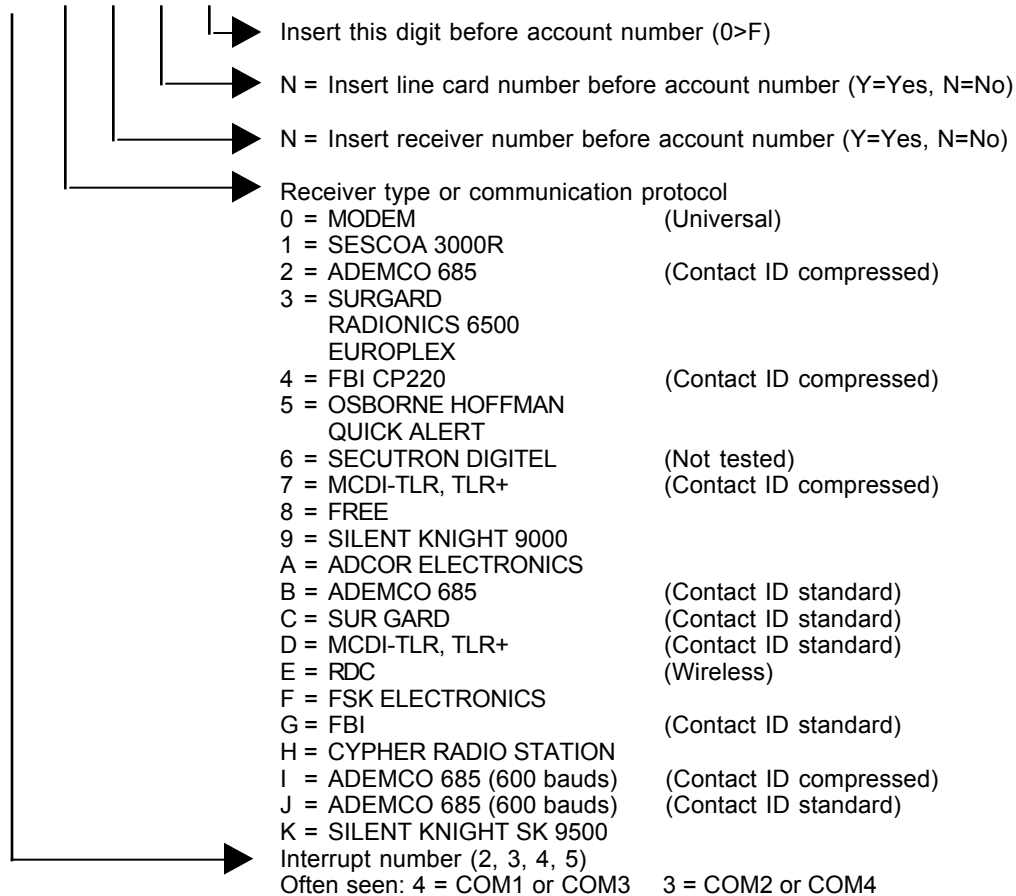 Insert this digit before account number (0>F)
N = Insert line card number before account number (Y=Yes, N=No)
N = Insert receiver number before account number (Y=Yes, N=No)
Receiver type or communication protocol
0 = MODEM (Universal)
1 = SESCOA 3000R
2 = ADEMCO 685 (Contact ID compressed)
3 = SURGARD
RADIONICS 6500
EUROPLEX
4 = FBI CP220 (Contact ID compressed)
5 = OSBORNE HOFFMAN
QUICK ALERT
6 = SECUTRON DIGITEL (Not tested)
7 = MCDI-TLR, TLR+ (Contact ID compressed)
8 = FREE
9 = SILENT KNIGHT 9000
A = ADCOR ELECTRONICS
B = ADEMCO 685 (Contact ID standard)
C = SUR GARD (Contact ID standard)
D = MCDI-TLR, TLR+ (Contact ID standard)
E = RDC (Wireless)
F = FSK ELECTRONICS
G = FBI (Contact ID standard)
H = CYPHER RADIO STATION
I = ADEMCO 685 (600 bauds) (Contact ID compressed)
J = ADEMCO 685 (600 bauds) (Contact ID standard)
K = SILENT KNIGHT SK 9500
Interrupt number (2, 3, 4, 5)
Often seen: 4 = COM1 or COM3 3 = COM2 or COM4